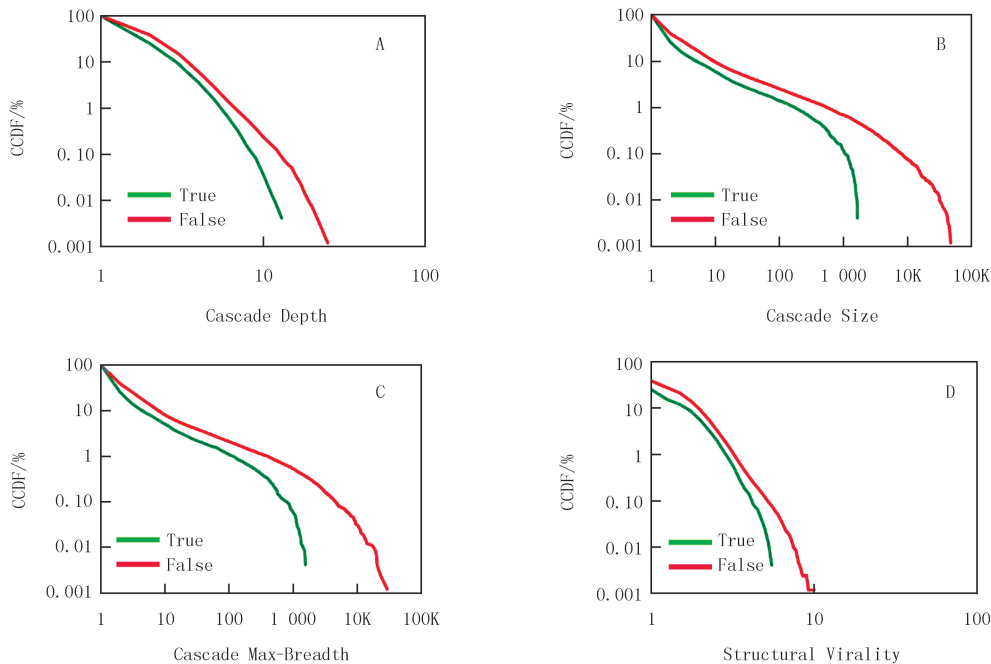 100
10
1
0.10
0.01
0.001
CCDF/%
A
True
False
1 10 100
Cascade Depth
100
10
1
0.10
0.01
0.001
CCDF/%
B
True
False
1 10 100 1 000 10K 100K
Cascade Size
100
10
1
0.10
0.01
0.001
CCDF/%
C
True
False
1 10 100 1 000 10K 100K
Cascade Max-Breadth
100
10
1
0.10
0.01
0.001
CCDF/%
D
True
False
1 10 100
Structural Virality